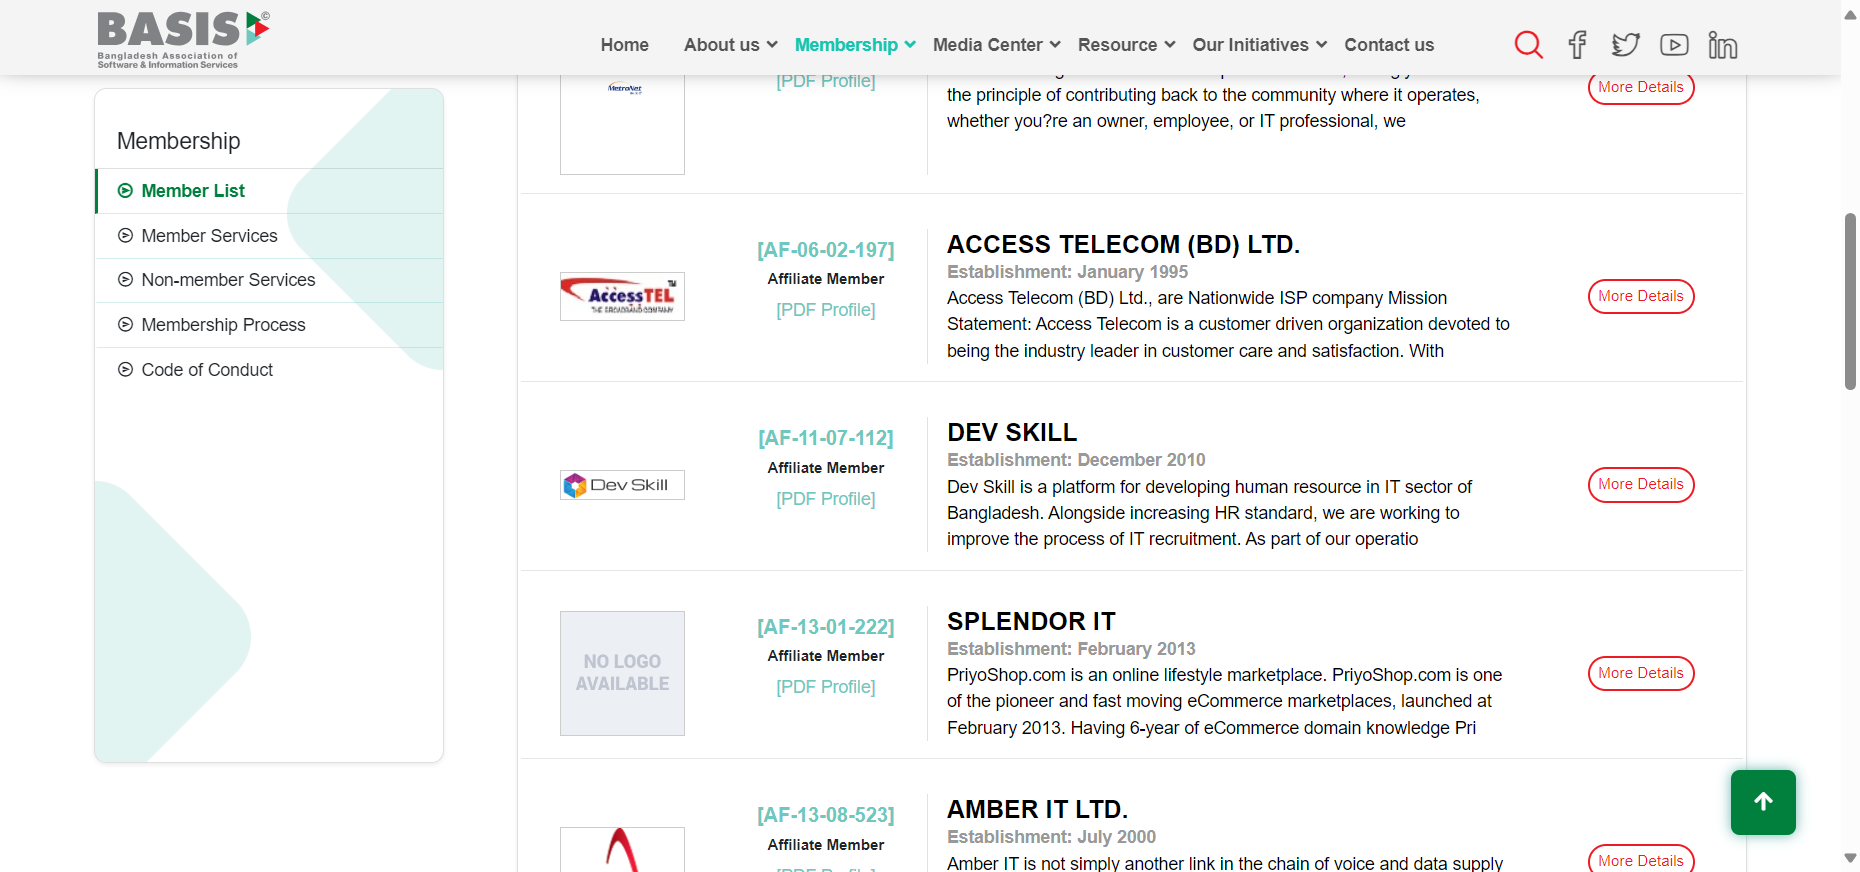 BASIS
Bangladesh Association of
Software & Information Services
Home
About us
Membership
Media Center
Resource
Our Initiatives
Contact us
Membership
Member List
Member Services
Non-member Services
Membership Process
Code of Conduct
MetroNet
[PDF Profile]
the principle of contributing back to the community where it operates,
whether you?re an owner, employee, or IT professional, we
More Details
AccessTEL
THE BROADBAND COMPANY
[AF-06-02-197]
Affiliate Member
[PDF Profile]
ACCESS TELECOM (BD) LTD.
Establishment: January 1995
Access Telecom (BD) Ltd., are Nationwide ISP company Mission
Statement: Access Telecom is a customer driven organization devoted to
being the industry leader in customer care and satisfaction. With
More Details
Dev Skill
[AF-11-07-112]
Affiliate Member
[PDF Profile]
DEV SKILL
Establishment: December 2010
Dev Skill is a platform for developing human resource in IT sector of
Bangladesh. Alongside increasing HR standard, we are working to
improve the process of IT recruitment. As part of our operatio
More Details
NO LOGO
AVAILABLE
[AF-13-01-222]
Affiliate Member
[PDF Profile]
SPLENDOR IT
Establishment: February 2013
PriyoShop.com is an online lifestyle marketplace. PriyoShop.com is one
of the pioneer and fast moving eCommerce marketplaces, launched at
February 2013. Having 6-year of eCommerce domain knowledge Pri
More Details
[AF-13-08-523]
Affiliate Member
[PDF Profile]
AMBER IT LTD.
Establishment: July 2000
Amber IT is not simply another link in the chain of voice and data supply
More Details